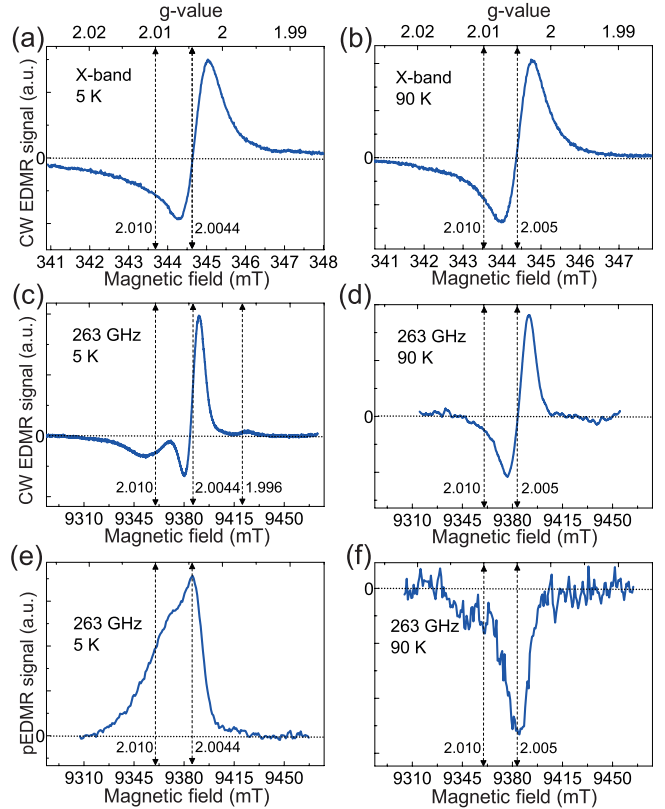 g-value
2.02 2.01 2 1.99
(a)
X-band
5 K
CW EDMR signal (a.u.)
0
2.010 2.0044
341 342 343 344 345 346 347 348
Magnetic field (mT)
g-value
2.02 2.01 2 1.99
(b)
X-band
90 K
0
2.010 2.005
341 342 343 344 345 346 347
Magnetic field (mT)
(c)
263 GHz
5 K
CW EDMR signal (a.u.)
0
2.010 2.0044 1.996
9310 9345 9380 9415 9450
Magnetic field (mT)
(d)
263 GHz
90 K
0
2.010 2.005
9310 9345 9380 9415 9450
Magnetic field (mT)
(e)
263 GHz
5 K
pEDMR signal (a.u.)
0
2.010 2.0044
9310 9345 9380 9415 9450
Magnetic field (mT)
(f)
0
263 GHz
90 K
2.010 2.005
9310 9345 9380 9415 9450
Magnetic field (mT)